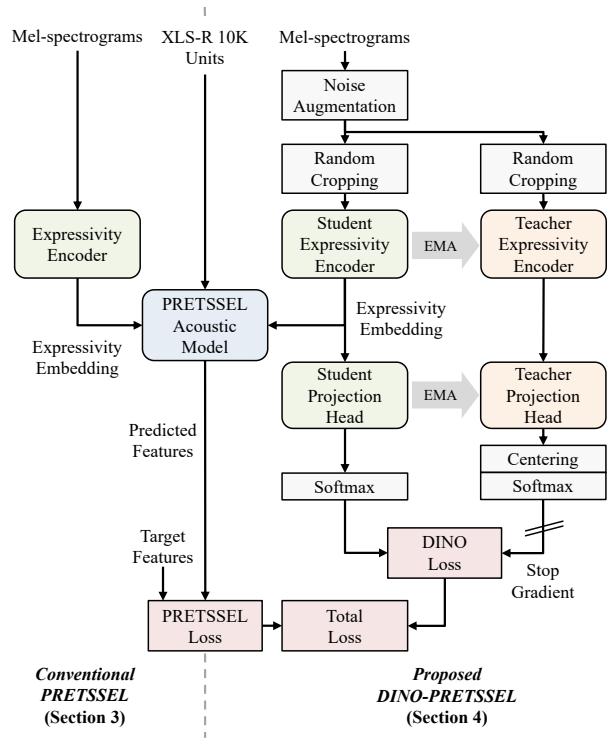 Mel-spectrograms
XLS-R 10K
Units
Mel-spectrograms
Noise
Augmentation
Random
Cropping
Random
Cropping
Expressivity
Encoder
Student
Expressivity
Encoder
EMA
Teacher
Expressivity
Encoder
PRETSSEL
Acoustic
Model
Expressivity
Embedding
Expressivity
Embedding
Student
Projection
Head
EMA
Teacher
Projection
Head
Predicted
Features
Centering
Softmax
Softmax
Target
Features
DINO
Loss
Stop
Gradient
PRETSSEL
Loss
Total
Loss
Conventional
PRETSSEL
(Section 3)
Proposed
DINO-PRETSSEL
(Section 4)